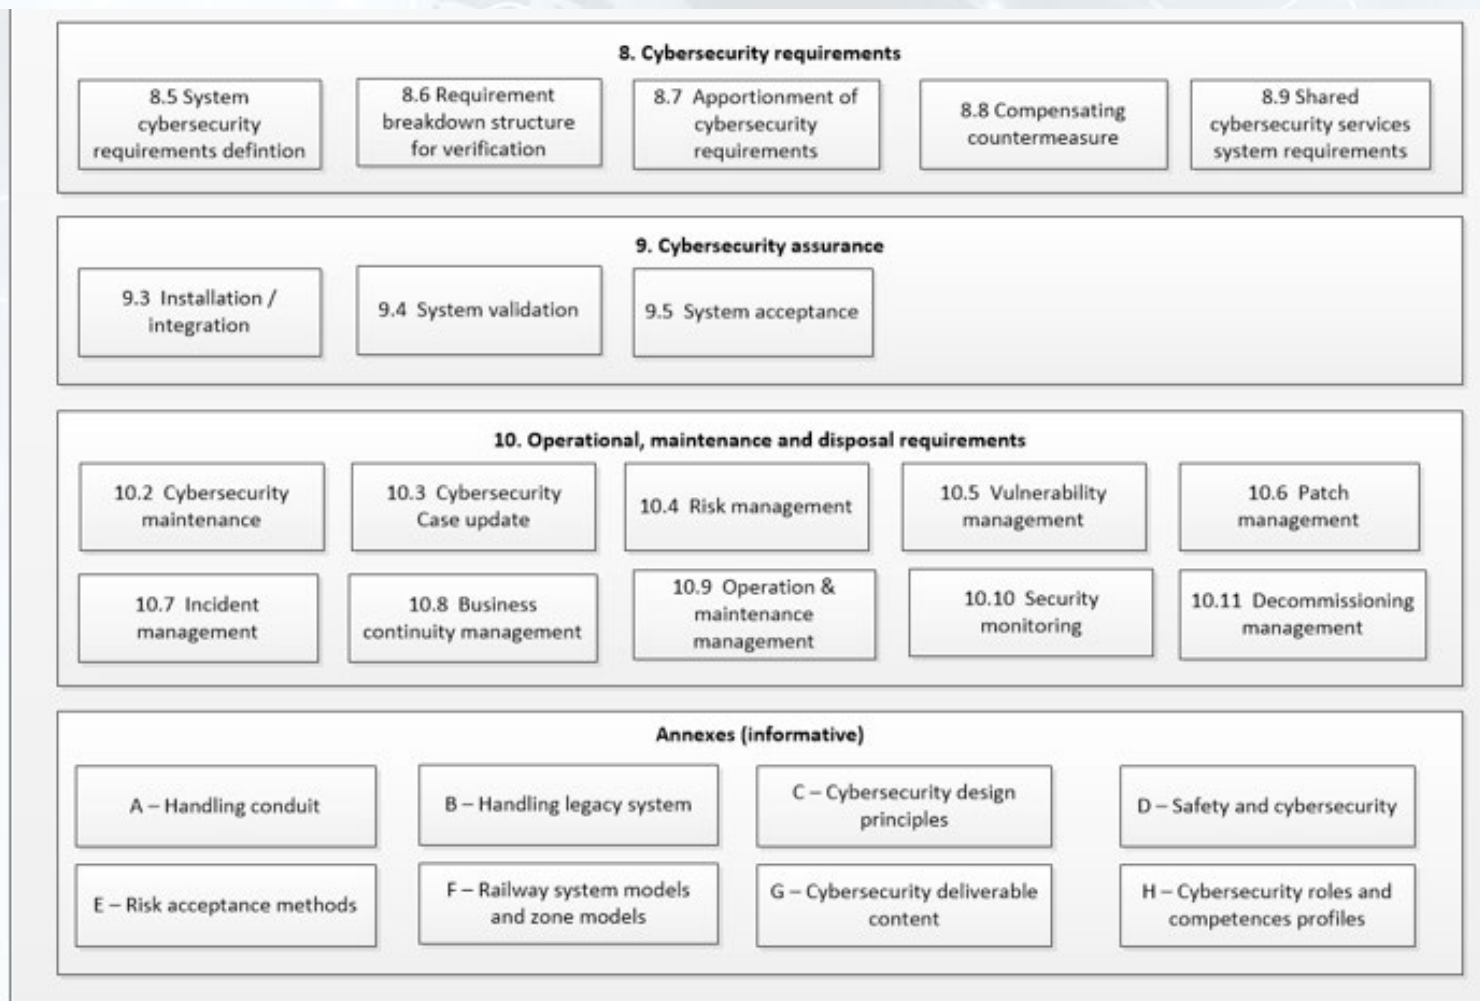 8. Cybersecurity requirements
8.5 System
cybersecurity
requirements defintion
8.6 Requirement
breakdown structure
for verification
8.7 Apportionment of
cybersecurity
requirements
8.8 Compensating
countermeasure
8.9 Shared
cybersecurity services
system requirements
9. Cybersecurity assurance
9.3 Installation /
integration
9.4 System validation
9.5 System acceptance
10. Operational, maintenance and disposal requirements
10.2 Cybersecurity
maintenance
10.3 Cybersecurity
Case update
10.4 Risk management
10.5 Vulnerability
management
10.6 Patch
management
10.7 Incident
management
10.8 Business
continuity management
10.9 Operation &
maintenance
management
10.10 Security
monitoring
10.11 Decommissioning
management
Annexes (informative)
A – Handling conduit
B – Handling legacy system
C – Cybersecurity design
principles
D – Safety and cybersecurity
E – Risk acceptance methods
F – Railway system models
and zone models
G – Cybersecurity deliverable
content
H – Cybersecurity roles and
competences profiles